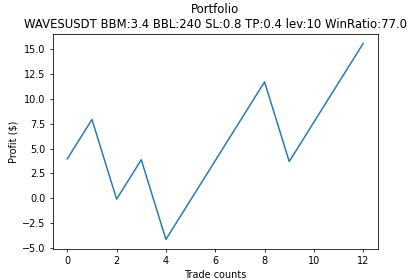 Portfolio
WAVESUSDT BBM:3.4 BBL:240 SL:0.8 TP:0.4 lev:10 WinRatio:77.0
15.0
12.5
10.0
7.5
5.0
2.5
0.0
−2.5
−5.0
Profit ($)
0 2 4 6 8 10 12
Trade counts